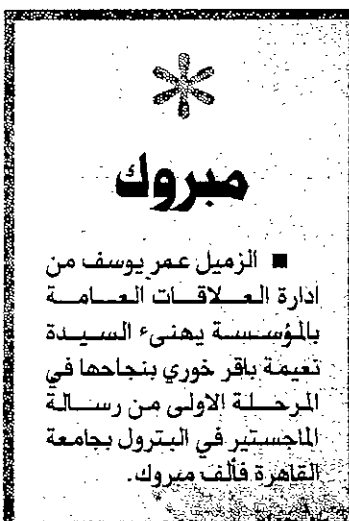 مبروك
■ الزميل عمر يوسف من
إدارة العلاقات العامة
بالمؤسسة يهنىء السيدة
نعيمة باقر خوري بنجاحها في
المرحلة الاولى من رسالة
الماجستير في البترول بجامعة
القاهرة فألف مبروك.